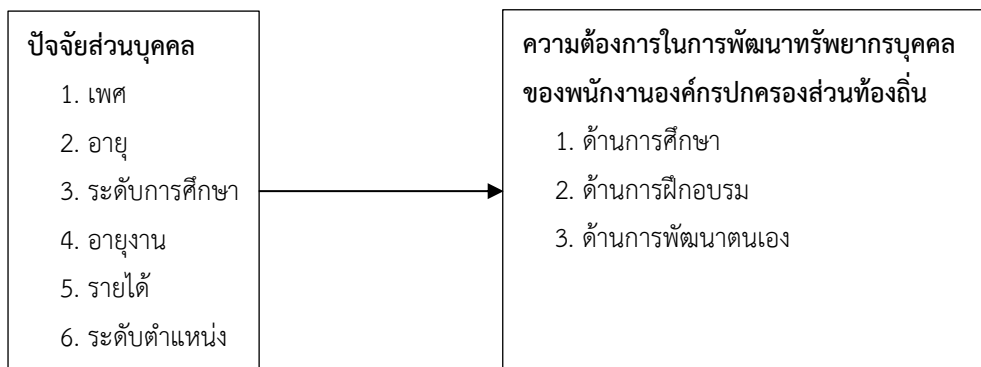 ปัจจัยส่วนบุคคล
1. เพศ
2. อายุ
3. ระดับการศึกษา
4. อายุงาน
5. รายได้
6. ระดับตำแหน่ง
ความต้องการในการพัฒนาทรัพยากรบุคคล
ของพนักงานองค์กรปกครองส่วนท้องถิ่น
1. ด้านการศึกษา
2. ด้านการฝึกอบรม
3. ด้านการพัฒนาตนเอง